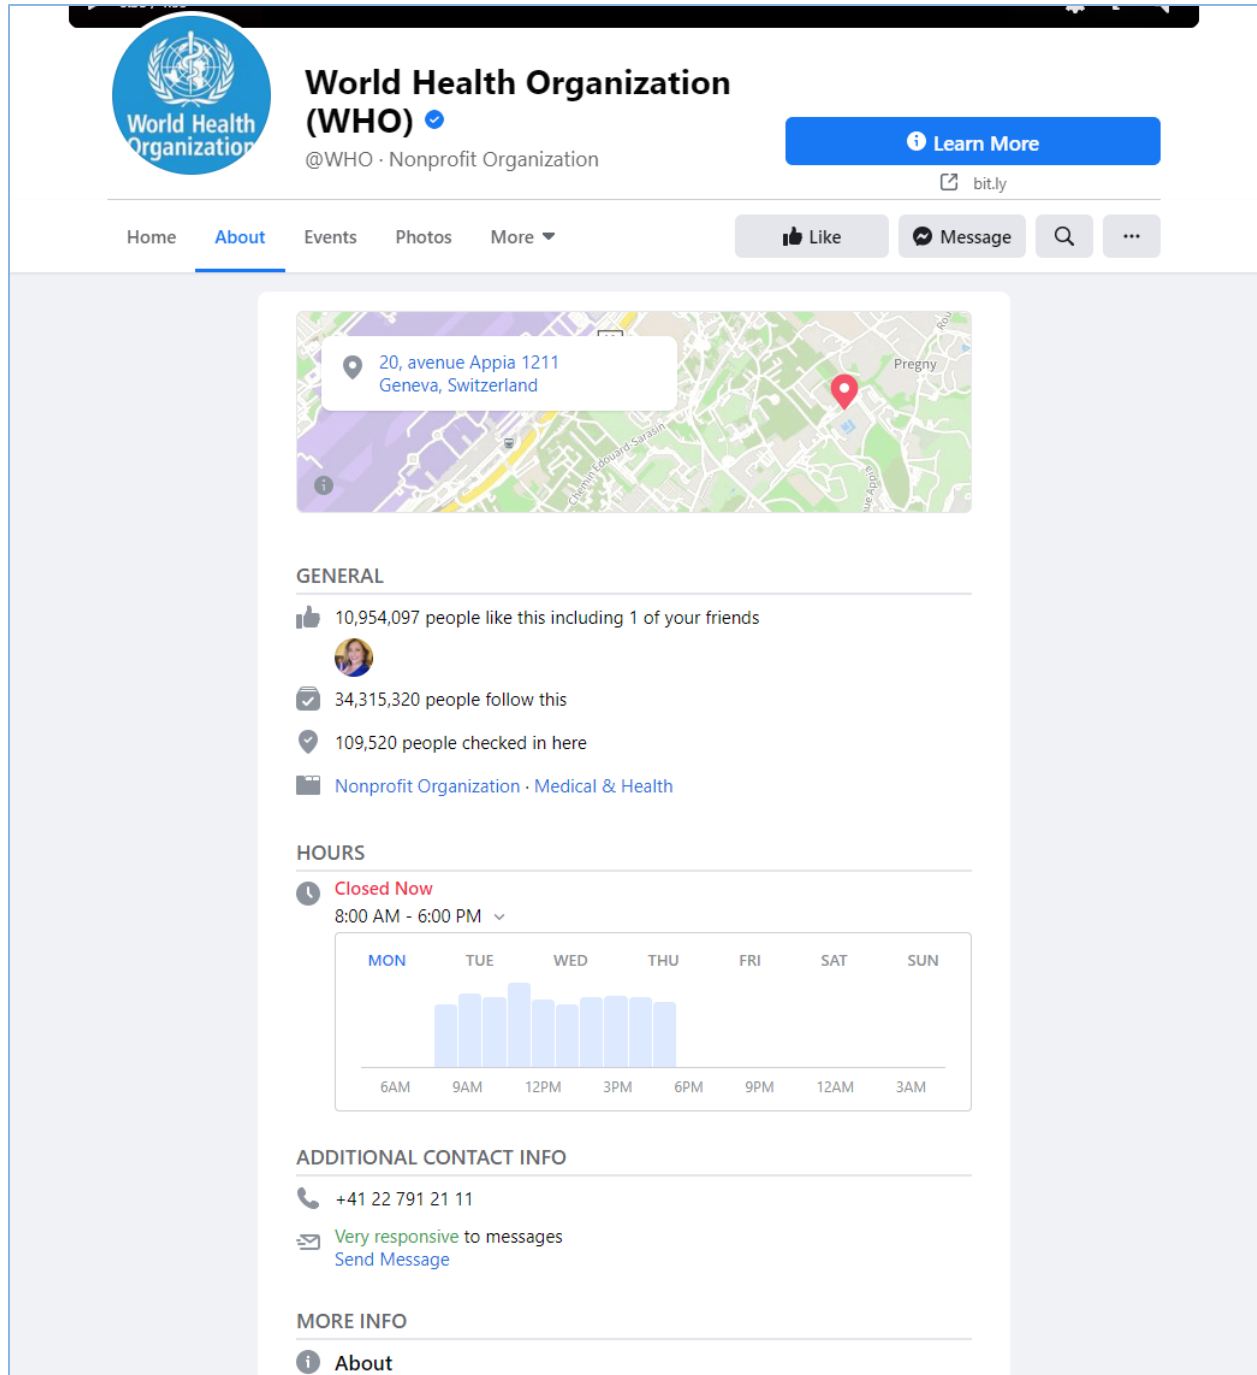 World Health
Organization
World Health Organization
(WHO)
@WHO · Nonprofit Organization
Learn More
bit.ly
Home About Events Photos More
Like Message
20, avenue Appia 1211
Geneva, Switzerland
Pregny
Chemin Edouard-Sarasin
GENERAL
10,954,097 people like this including 1 of your friends
34,315,320 people follow this
109,520 people checked in here
Nonprofit Organization · Medical & Health
HOURS
Closed Now
8:00 AM - 6:00 PM
MON TUE WED THU FRI SAT SUN
6AM 9AM 12PM 3PM 6PM 9PM 12AM 3AM
ADDITIONAL CONTACT INFO
+41 22 791 21 11
Very responsive to messages
Send Message
MORE INFO
About